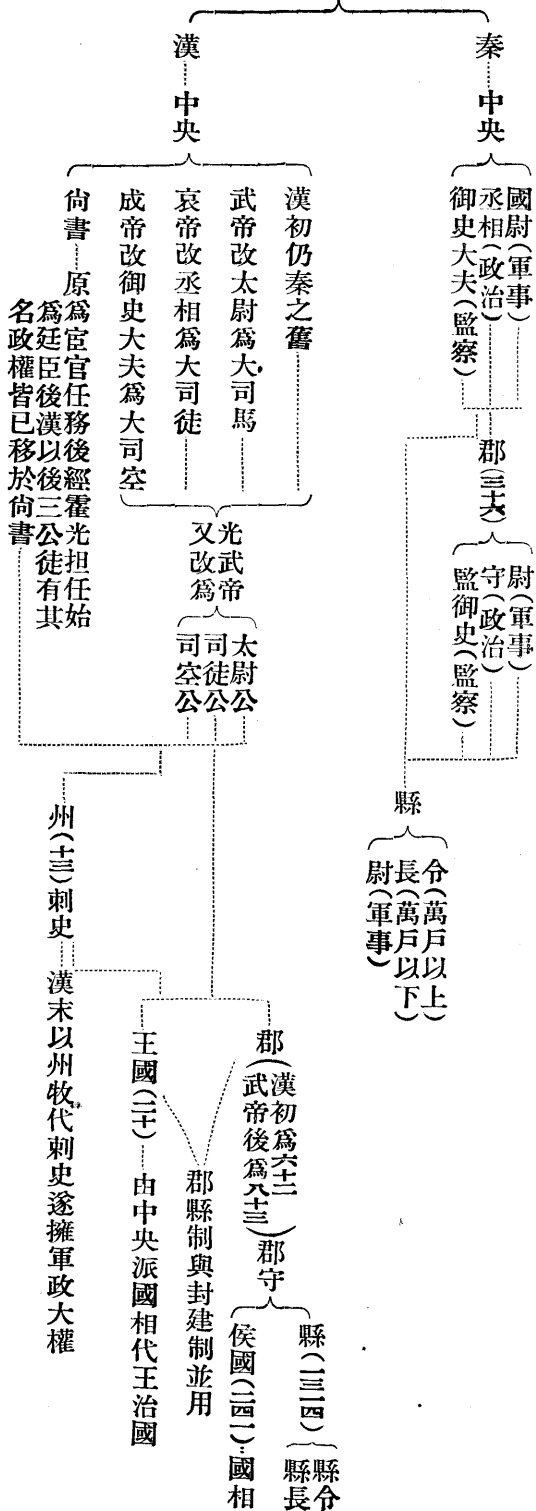 秦
中央
國尉(軍事)
丞相(政治)
御史大夫(監察)
郡(三十六)
尉(軍事)
守(政治)
監御史(監察)
縣
令(萬戶以上)
長(萬戶以下)
尉(軍事)
漢
中央
漢初仍秦之舊
武帝改太尉為大司馬
哀帝改丞相為大司徒
成帝改御史大夫為大司空
光武帝
又改為
太尉公
司徒公
司空公
尙書
原為宦官任務後經霍光担任始
為廷臣後漢以後三公徒有其
名政權皆已移於尙書
郡(漢初為六十二
武帝後為八十三)郡守
縣(一三一四)
縣令
縣長
侯國(二四一)
國相
郡縣制與封建制並用
王國(二十)
由中央派國相代王治國
州(十三)刺史
漢末以州牧代刺史遂擁軍政大權